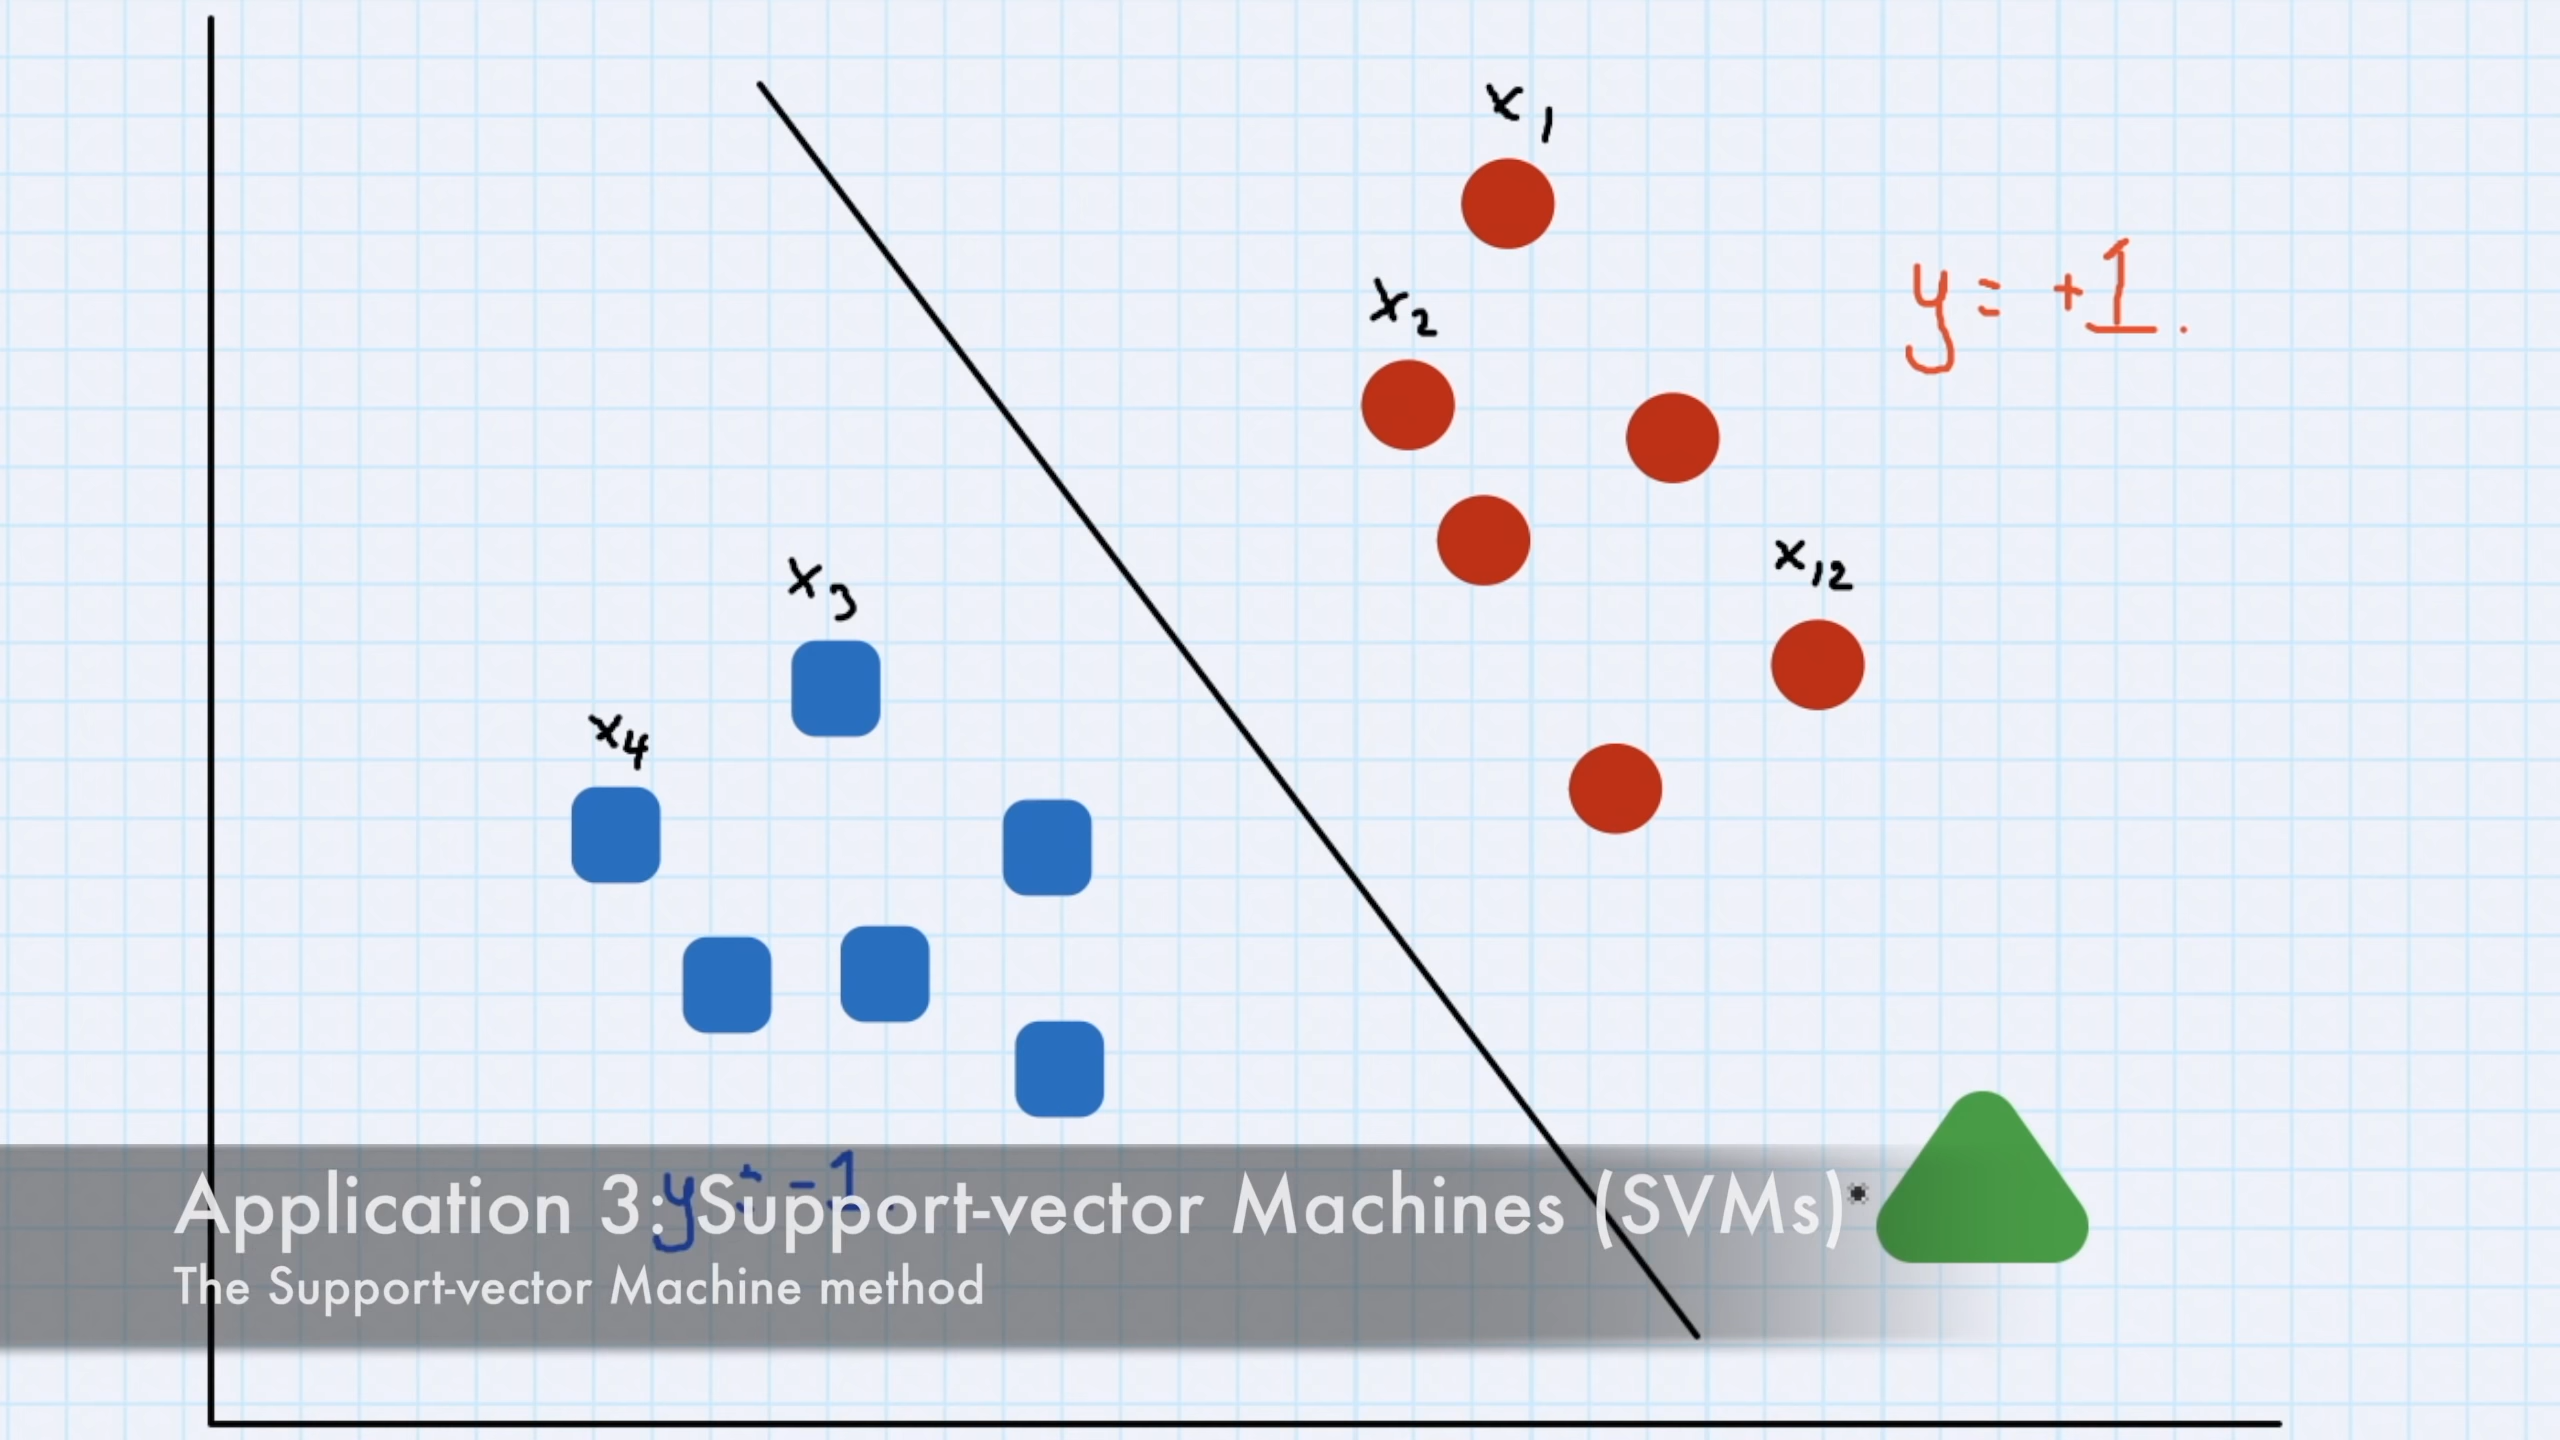 x1
x2
y = +1.
x12
x3
x4
y = -1.
Application 3: Support-vector Machines (SVMs)*
The Support-vector Machine method